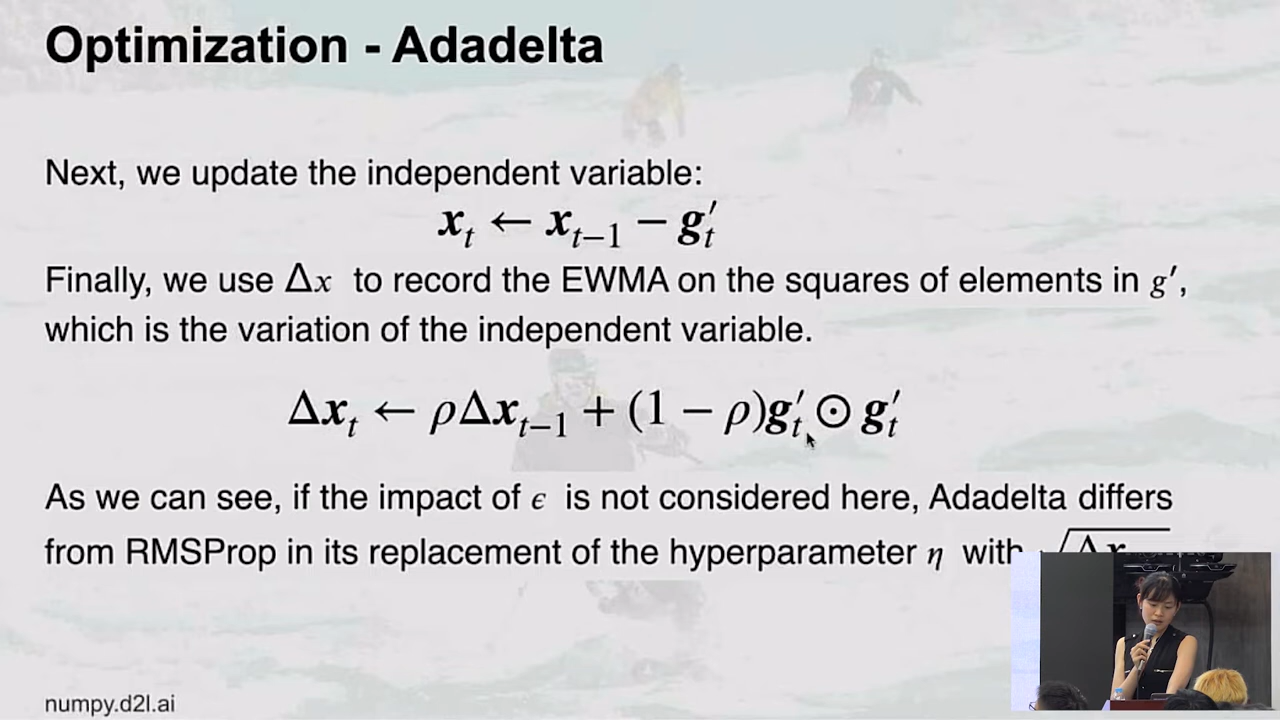 Optimization - Adadelta
Next, we update the independent variable:
𝒙ₜ ← 𝒙ₜ₋₁ − 𝒈′ₜ
Finally, we use Δx to record the EWMA on the squares of elements in g′,
which is the variation of the independent variable.
Δ𝒙ₜ ← ρΔ𝒙ₜ₋₁ + (1 − ρ)𝒈′ₜ ⊙ 𝒈′ₜ
As we can see, if the impact of ϵ is not considered here, Adadelta differs
from RMSProp in its replacement of the hyperparameter η with
numpy.d2l.ai